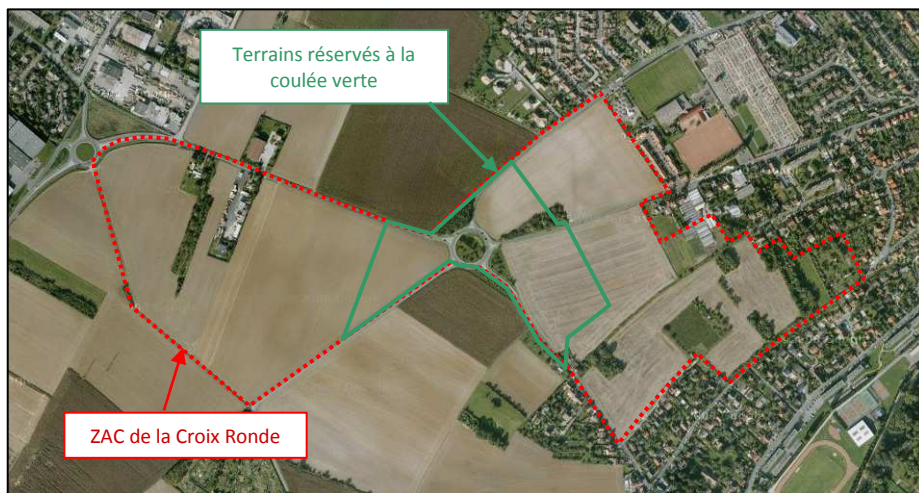 Terrains réservés à la
coulée verte
ZAC de la Croix Ronde